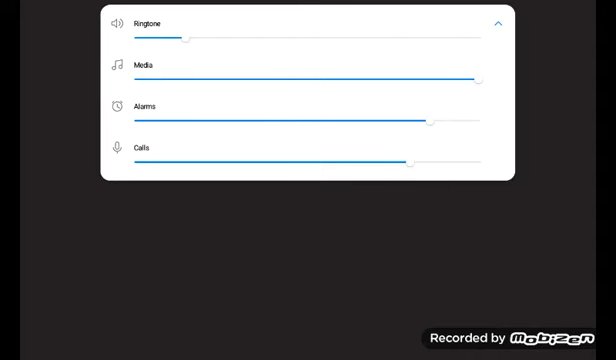 Ringtone
Media
Alarms
Calls
Recorded by mobizen